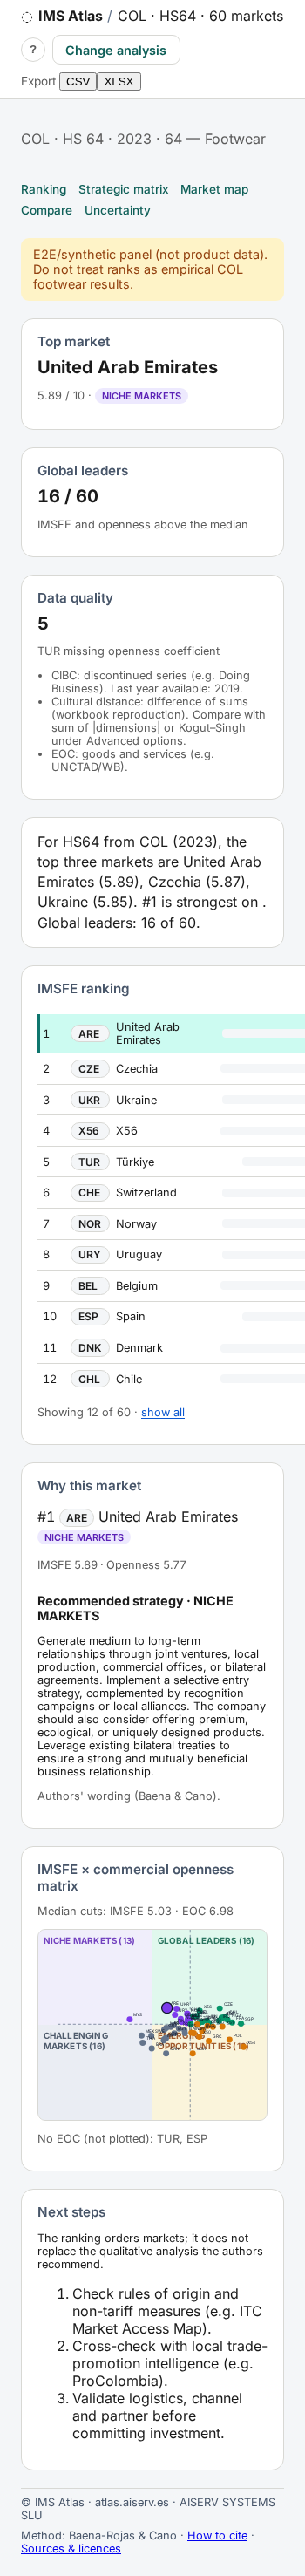 IMS Atlas / COL · HS64 · 60 markets
? Change analysis
Export CSV XLSX
COL · HS 64 · 2023 · 64 — Footwear
Ranking Strategic matrix Market map
Compare Uncertainty
E2E/synthetic panel (not product data).
Do not treat ranks as empirical COL
footwear results.
Top market
United Arab Emirates
5.89 / 10 · NICHE MARKETS
Global leaders
16 / 60
IMSFE and openness above the median
Data quality
5
TUR missing openness coefficient
• CIBC: discontinued series (e.g. Doing
Business). Last year available: 2019.
• Cultural distance: difference of sums
(workbook reproduction). Compare with
sum of |dimensions| or Kogut–Singh
under Advanced options.
• EOC: goods and services (e.g.
UNCTAD/WB).
For HS64 from COL (2023), the
top three markets are United Arab
Emirates (5.89), Czechia (5.87),
Ukraine (5.85). #1 is strongest on .
Global leaders: 16 of 60.
IMSFE ranking
1 ARE United Arab
Emirates
2 CZE Czechia
3 UKR Ukraine
4 X56 X56
5 TUR Türkiye
6 CHE Switzerland
7 NOR Norway
8 URY Uruguay
9 BEL Belgium
10 ESP Spain
11 DNK Denmark
12 CHL Chile
Showing 12 of 60 · show all
Why this market
#1 ARE United Arab Emirates
NICHE MARKETS
IMSFE 5.89 · Openness 5.77
Recommended strategy · NICHE
MARKETS
Generate medium to long-term
relationships through joint ventures, local
production, commercial offices, or bilateral
agreements. Implement a selective entry
strategy, complemented by recognition
campaigns or local alliances. The company
should also consider offering premium,
ecological, or uniquely designed products.
Leverage existing bilateral treaties to
ensure a strong and mutually beneficial
business relationship.
Authors' wording (Baena & Cano).
IMSFE × commercial openness
matrix
Median cuts: IMSFE 5.03 · EOC 6.98
NICHE MARKETS (13)
GLOBAL LEADERS (16)
CHALLENGING
MARKETS (16)
EMERGING
OPPORTUNITIES
No EOC (not plotted): TUR, ESP
Next steps
The ranking orders markets; it does not
replace the qualitative analysis the authors
recommend.
1. Check rules of origin and
non-tariff measures (e.g. ITC
Market Access Map).
2. Cross-check with local trade-
promotion intelligence (e.g.
ProColombia).
3. Validate logistics, channel
and partner before
committing investment.
© IMS Atlas · atlas.aiserv.es · AISERV SYSTEMS
SLU
Method: Baena-Rojas & Cano · How to cite ·
Sources & licences